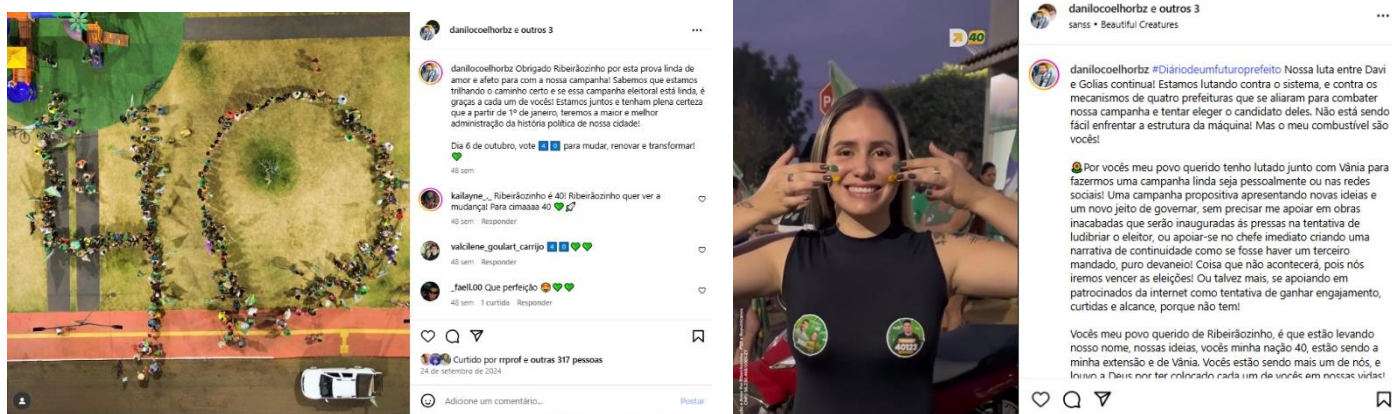 danilocoelhorbz e outros 3
danilocoelhorbz Obrigado Ribeirãozinho por esta prova linda de
amor e afeto para com a nossa campanha! Sabemos que estamos
trilhando o caminho certo e se essa campanha eleitoral está linda, é
graças a cada um de vocês! Estamos juntos e tenham plena certeza
que a partir de 1º de janeiro, teremos a maior e melhor
administração da história política de nossa cidade!
Dia 6 de outubro, vote 4 0 para mudar, renovar e transformar!
💚
48 sem
kailayne_._ Ribeirãozinho é 40! Ribeirãozinho quer ver a
mudança! Para cimaaaa 40 💚🚀
48 sem Responder
valcilene_goulart_carrijo 4 0 💚💚
48 sem Responder
_faell.00 Que perfeição 😍💚💚
48 sem 1 curtida Responder
Curtido por rrprof e outras 317 pessoas
24 de setembro de 2024
Adicione um comentário...
Postar
40
P
40123
danilocoelhorbz e outros 3
sanss • Beautiful Creatures
danilocoelhorbz #Diáriodeumfuturoprefeito Nossa luta entre Davi
e Golias continua! Estamos lutando contra o sistema, e contra os
mecanismos de quatro prefeituras que se aliaram para combater
nossa campanha e tentar eleger o candidato deles. Não está sendo
fácil enfrentar a estrutura da máquina! Mas o meu combustível são
vocês!
Por vocês meu povo querido tenho lutado junto com Vânia para
fazermos uma campanha linda seja pessoalmente ou nas redes
sociais! Uma campanha propositiva apresentando novas ideias e
um novo jeito de governar, sem precisar me apoiar em obras
inacabadas que serão inauguradas ás pressas na tentativa de
ludibriar o eleitor, ou apoiar-se no chefe imediato criando uma
narrativa de continuidade como se fosse haver um terceiro
mandado, puro devaneio! Coisa que não acontecerá, pois nós
iremos vencer as eleições! Ou talvez mais, se apoiando em
patrocinados da internet como tentativa de ganhar engajamento,
curtidas e alcance, porque não tem!
Vocês meu povo querido de Ribeirãozinho, é que estão levando
nosso nome, nossas ideias, vocês minha nação 40, estão sendo a
minha extensão e de Vânia. Vocês estão sendo mais um de nós, e
louvo a Deus por ter colocado cada um de vocês em nossas vidas!